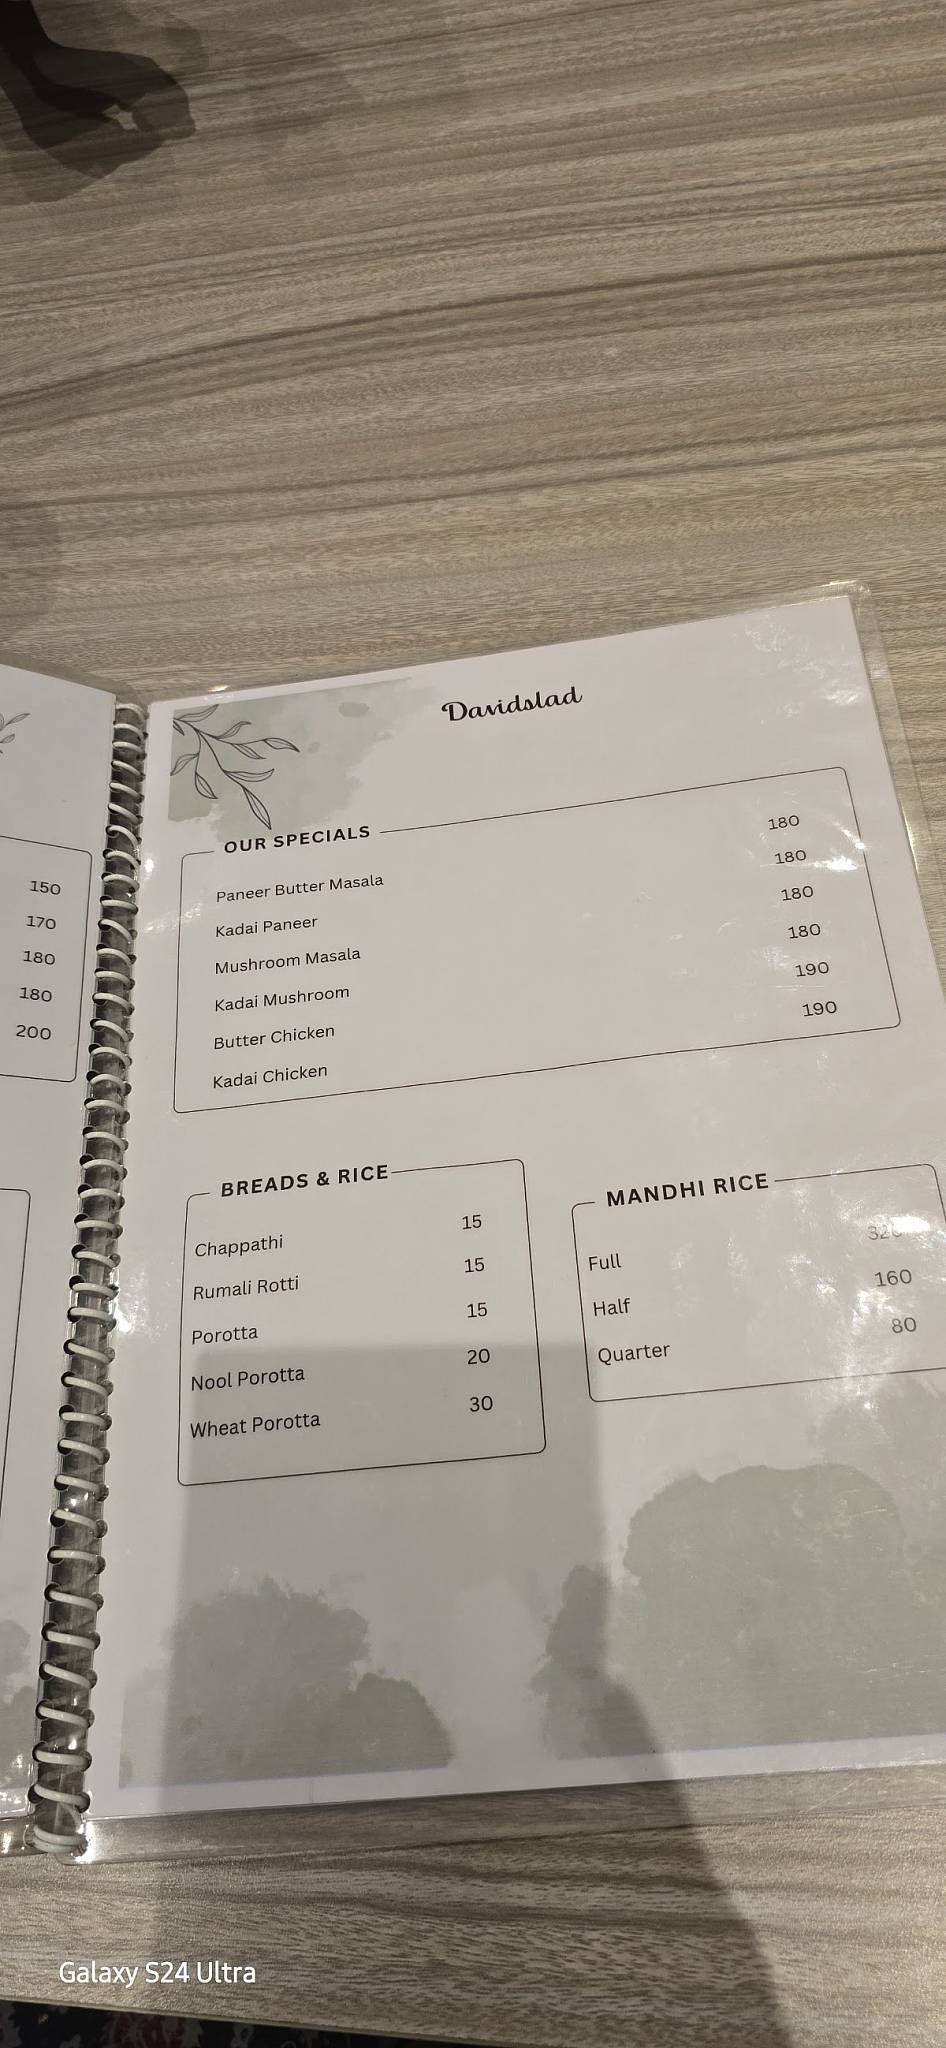 Davidslad
OUR SPECIALS
Paneer Butter Masala 180
Kadai Paneer 180
Mushroom Masala 180
Kadai Mushroom 180
Butter Chicken 190
Kadai Chicken 190
150
170
180
180
200
BREADS & RICE
Chappathi 15
Rumali Rotti 15
Porotta 15
Nool Porotta 20
Wheat Porotta 30
MANDHI RICE
Full
Half 160
Quarter 80
Galaxy S24 Ultra